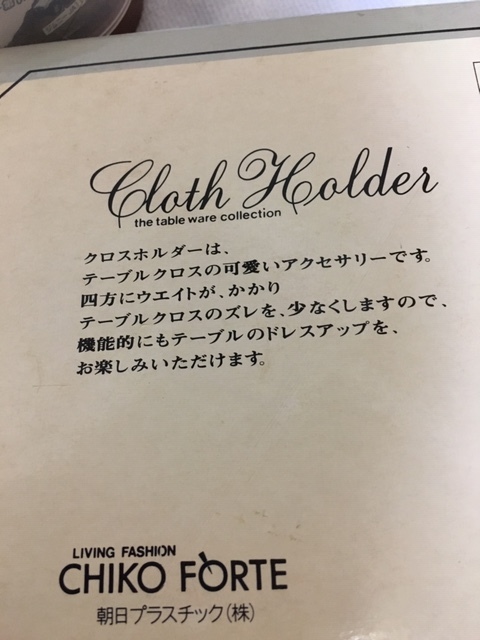 Cloth Holder
the table ware collection
クロスホルダーは、
テーブルクロスの可愛いアクセサリーです。
四方にウエイトが、かかり
テーブルクロスのズレを、少なくしますので、
機能的にもテーブルのドレスアップを、
お楽しみいただけます。
LIVING FASHION
CHIKO FORTE
朝日プラスチック(株)